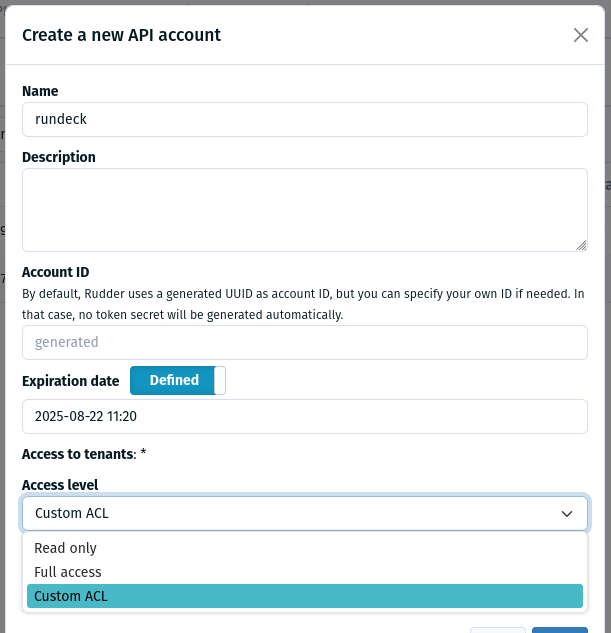 Create a new API account
Name
rundeck
Description
Account ID
By default, Rudder uses a generated UUID as account ID, but you can specify your own ID if needed. In
that case, no token secret will be generated automatically.
generated
Expiration date Defined
2025-08-22 11:20
Access to tenants: *
Access level
Custom ACL
Read only
Full access
Custom ACL